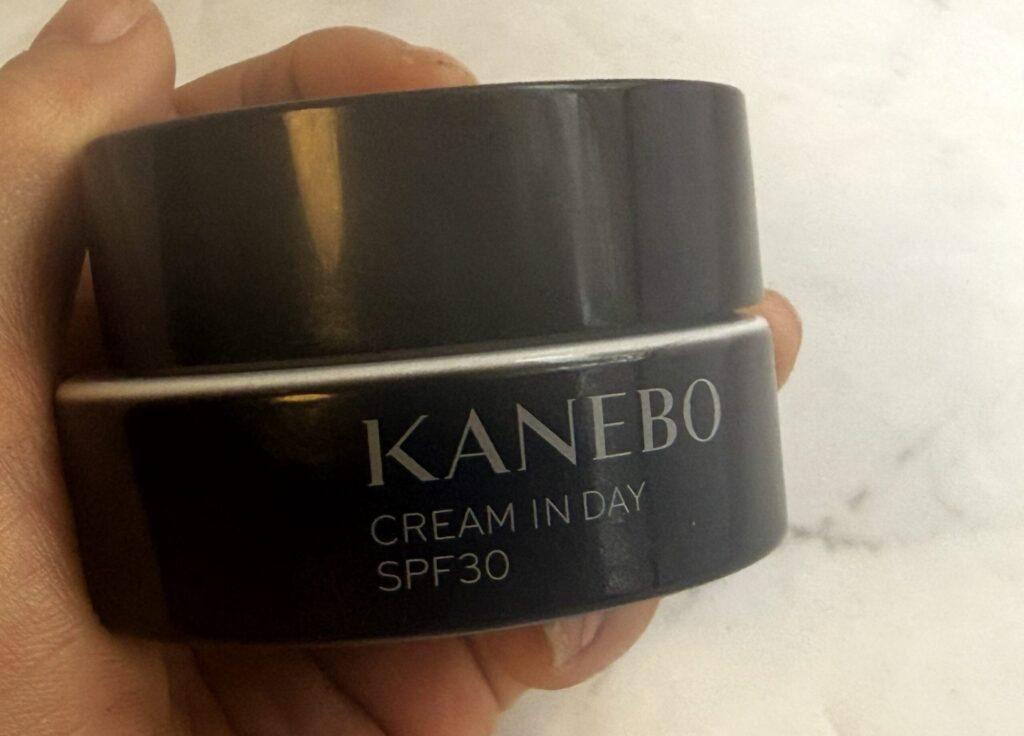 KANEBO
CREAM IN DAY
SPF30